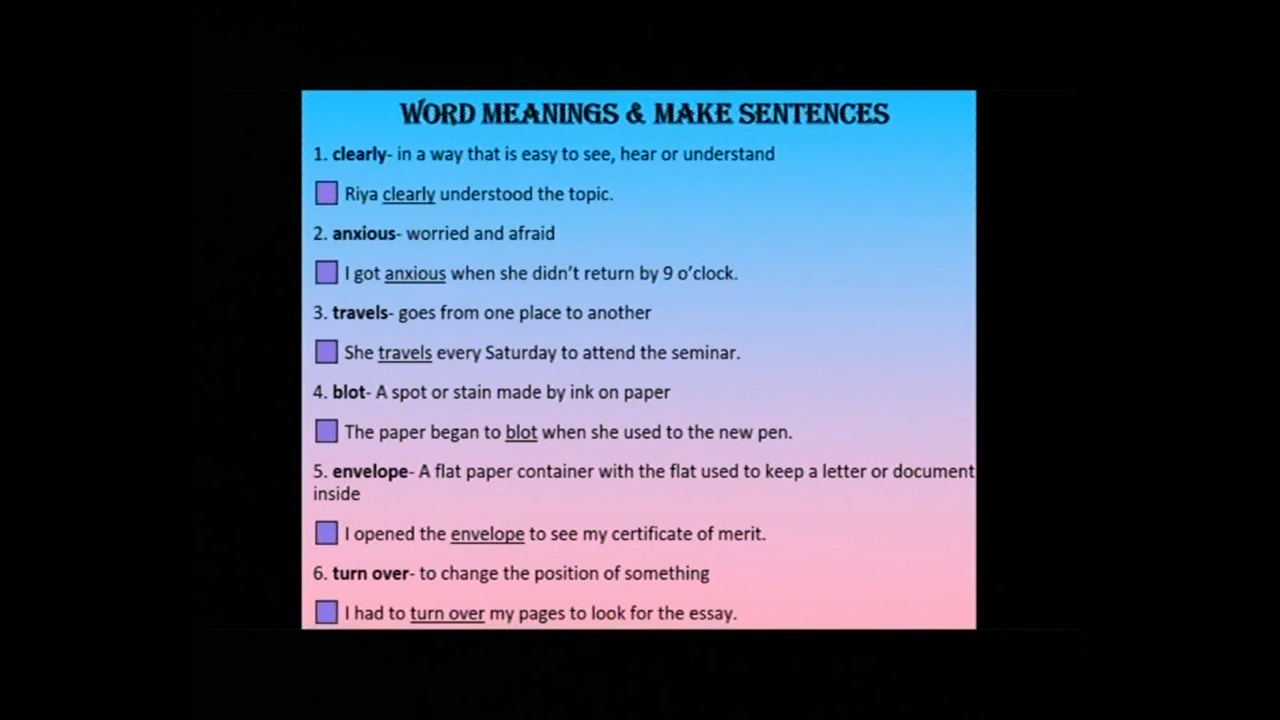 WORD MEANINGS & MAKE SENTENCES
1. clearly- in a way that is easy to see, hear or understand
Riya clearly understood the topic.
2. anxious- worried and afraid
I got anxious when she didn't return by 9 o'clock.
3. travels- goes from one place to another
She travels every Saturday to attend the seminar.
4. blot- A spot or stain made by ink on paper
The paper began to blot when she used to the new pen.
5. envelope- A flat paper container with the flat used to keep a letter or document
inside
I opened the envelope to see my certificate of merit.
6. turn over- to change the position of something
I had to turn over my pages to look for the essay.